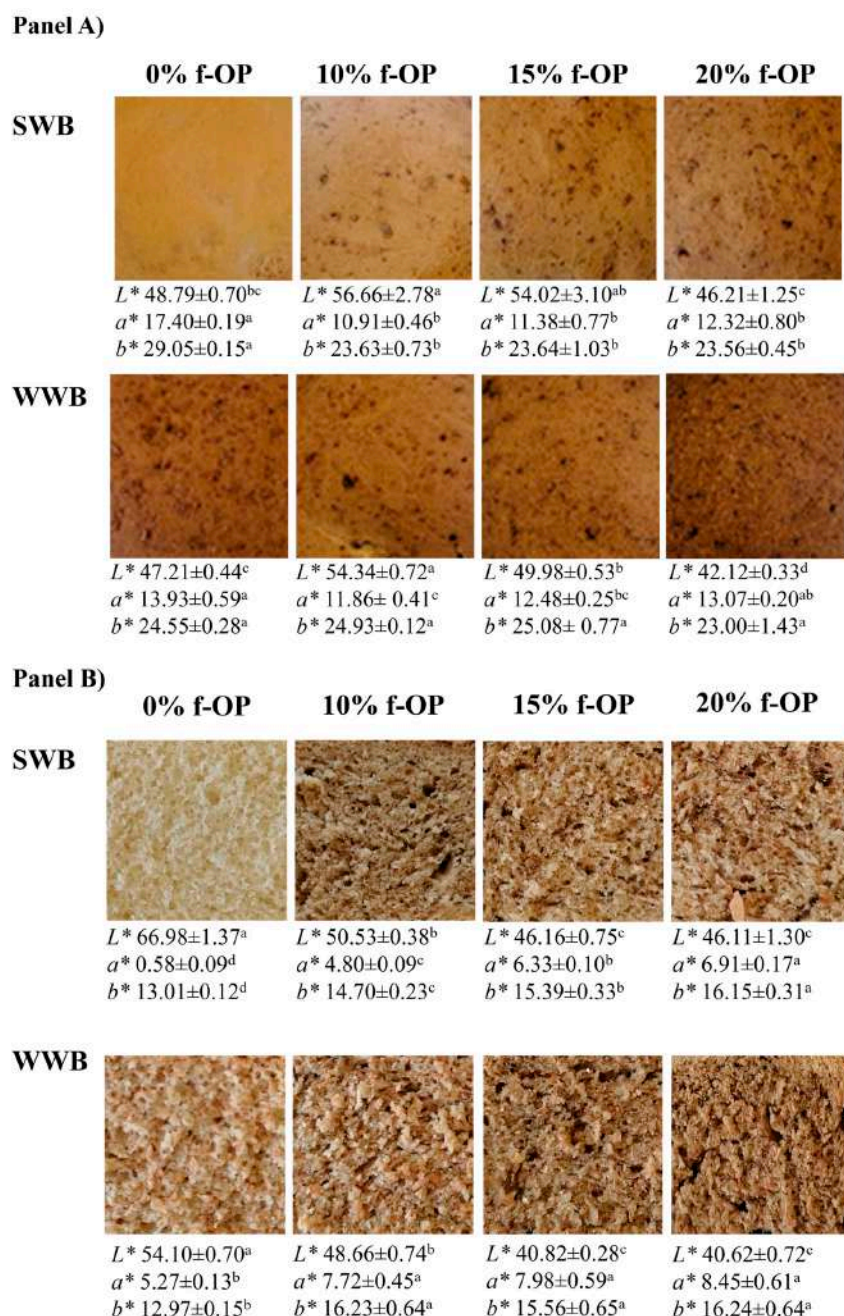 Panel A)
0% f-OP 10% f-OP 15% f-OP 20% f-OP
SWB
L* 48.79±0.70ᵇᶜ L* 56.66±2.78ᵃ L* 54.02±3.10ᵃᵇ L* 46.21±1.25ᶜ
a* 17.40±0.19ᵃ a* 10.91±0.46ᵇ a* 11.38±0.77ᵇ a* 12.32±0.80ᵇ
b* 29.05±0.15ᵃ b* 23.63±0.73ᵇ b* 23.64±1.03ᵇ b* 23.56±0.45ᵇ
WWB
L* 47.21±0.44ᶜ L* 54.34±0.72ᵃ L* 49.98±0.53ᵇ L* 42.12±0.33ᵈ
a* 13.93±0.59ᵃ a* 11.86± 0.41ᶜ a* 12.48±0.25ᵇᶜ a* 13.07±0.20ᵃᵇ
b* 24.55±0.28ᵃ b* 24.93±0.12ᵃ b* 25.08± 0.77ᵃ b* 23.00±1.43ᵃ
Panel B)
0% f-OP 10% f-OP 15% f-OP 20% f-OP
SWB
L* 66.98±1.37ᵃ L* 50.53±0.38ᵇ L* 46.16±0.75ᶜ L* 46.11±1.30ᶜ
a* 0.58±0.09ᵈ a* 4.80±0.09ᶜ a* 6.33±0.10ᵇ a* 6.91±0.17ᵃ
b* 13.01±0.12ᵈ b* 14.70±0.23ᶜ b* 15.39±0.33ᵇ b* 16.15±0.31ᵃ
WWB
L* 54.10±0.70ᵃ L* 48.66±0.74ᵇ L* 40.82±0.28ᶜ L* 40.62±0.72ᶜ
a* 5.27±0.13ᵇ a* 7.72±0.45ᵃ a* 7.98±0.59ᵃ a* 8.45±0.61ᵃ
b* 12.97±0.15ᵇ b* 16.23±0.64ᵃ b* 15.56±0.65ᵃ b* 16.24±0.64ᵃ